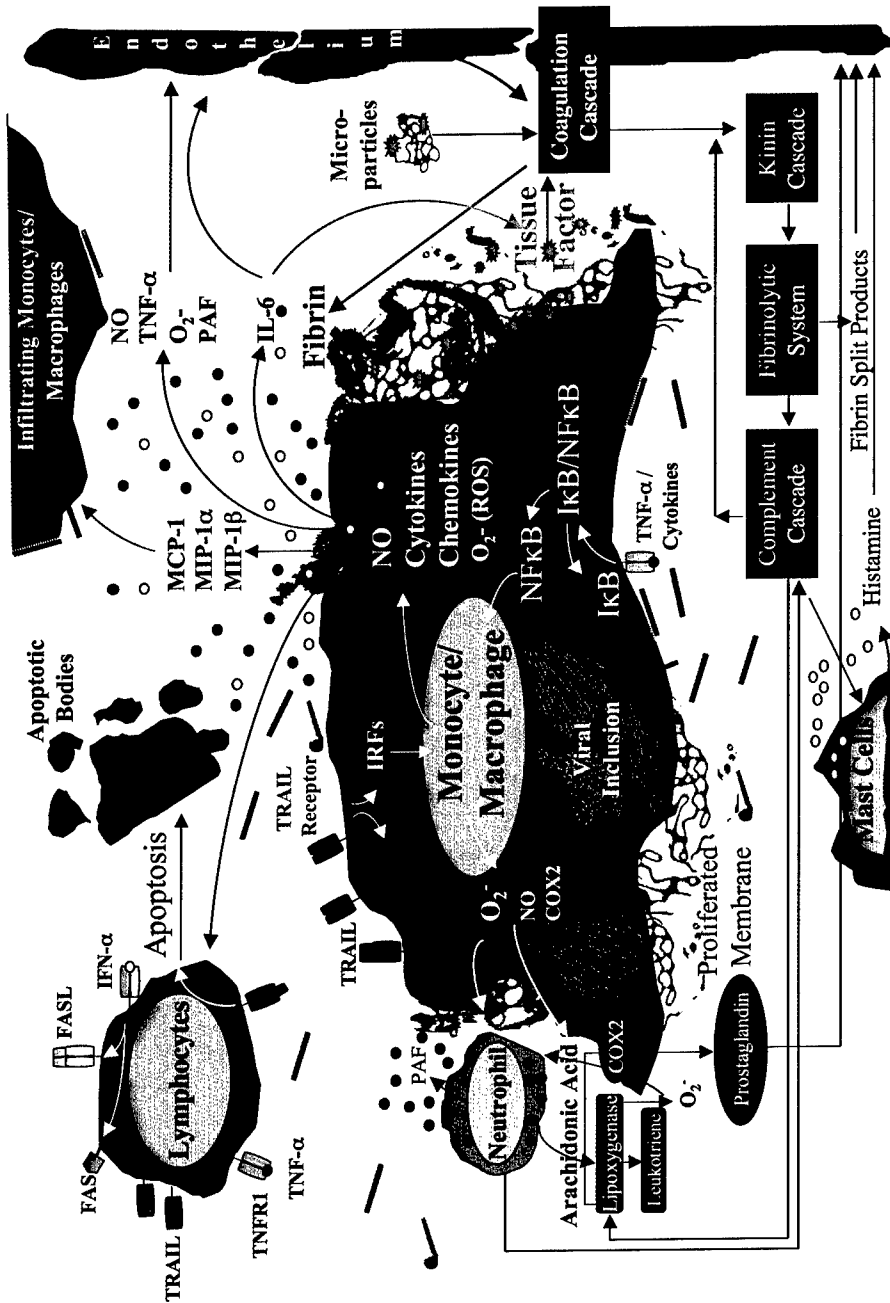 Infiltrating Monocytes/
Macrophages
Endothelium
Apoptotic
Bodies
MCP-1
MIP-1α
MIP-1β
NO
TNF-α
O2-
PAF
IL-6
Micro-
particles
FASL
FAS
IFN-α
Apoptosis
Lymphocytes
TRAIL
TNFR1
TNF-α
TRAIL
Receptor
TRAIL
IRFs
NO
Cytokines
Chemokines
O2- (ROS)
Fibrin
Tissue
Factor
Coagulation
Cascade
Monocyte/
Macrophage
NFκB
IκB/NFκB
IκB
TNF-α/
Cytokines
Viral
Inclusion
O2-
NO
COX2
PAF
Neutrophil
Arachidonic Acid
COX2
Lipoxygenase
Leukotriene
O2-
Proliferated
Membrane
Prostaglandin
Mast Cells
Histamine
Complement
Cascade
Fibrinolytic
System
Kinin
Cascade
Fibrin Split Products